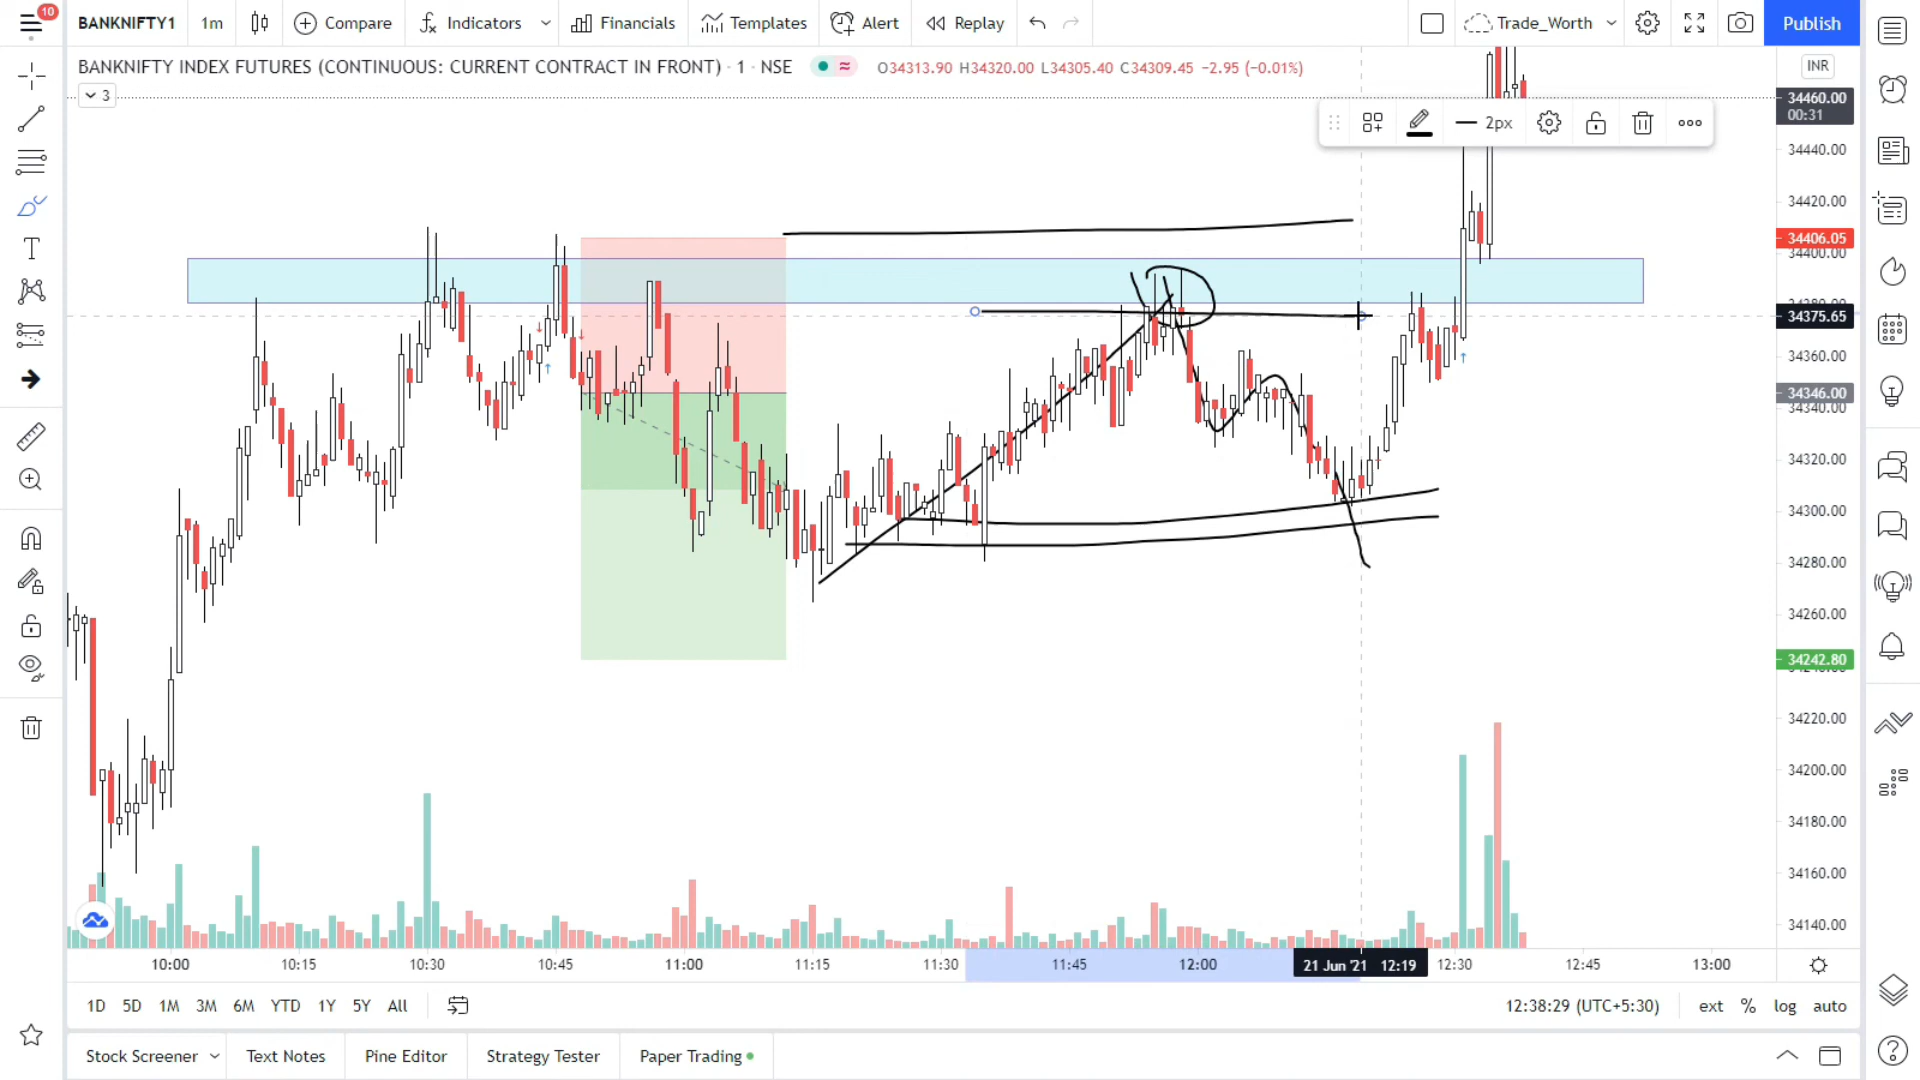 10
BANKNIFTY1
1m
Compare
Indicators
Financials
Templates
Alert
Replay
Trade_Worth
Publish
BANKNIFTY INDEX FUTURES (CONTINUOUS: CURRENT CONTRACT IN FRONT) · 1 · NSE
O34313.90 H34320.00 L34305.40 C34309.45 −2.95 (−0.01%)
INR
3
34460.00
00:31
2px
34440.00
34420.00
34406.05
34400.00
34375.65
34360.00
34346.00
34340.00
34320.00
34300.00
34280.00
34260.00
34242.80
34220.00
34200.00
34180.00
34160.00
34140.00
10:00
10:15
10:30
10:45
11:00
11:15
11:30
11:45
12:00
21 Jun '21 12:19
12:30
12:45
13:00
1D 5D 1M 3M 6M YTD 1Y 5Y All
12:38:29 (UTC+5:30)
ext % log auto
Stock Screener
Text Notes
Pine Editor
Strategy Tester
Paper Trading